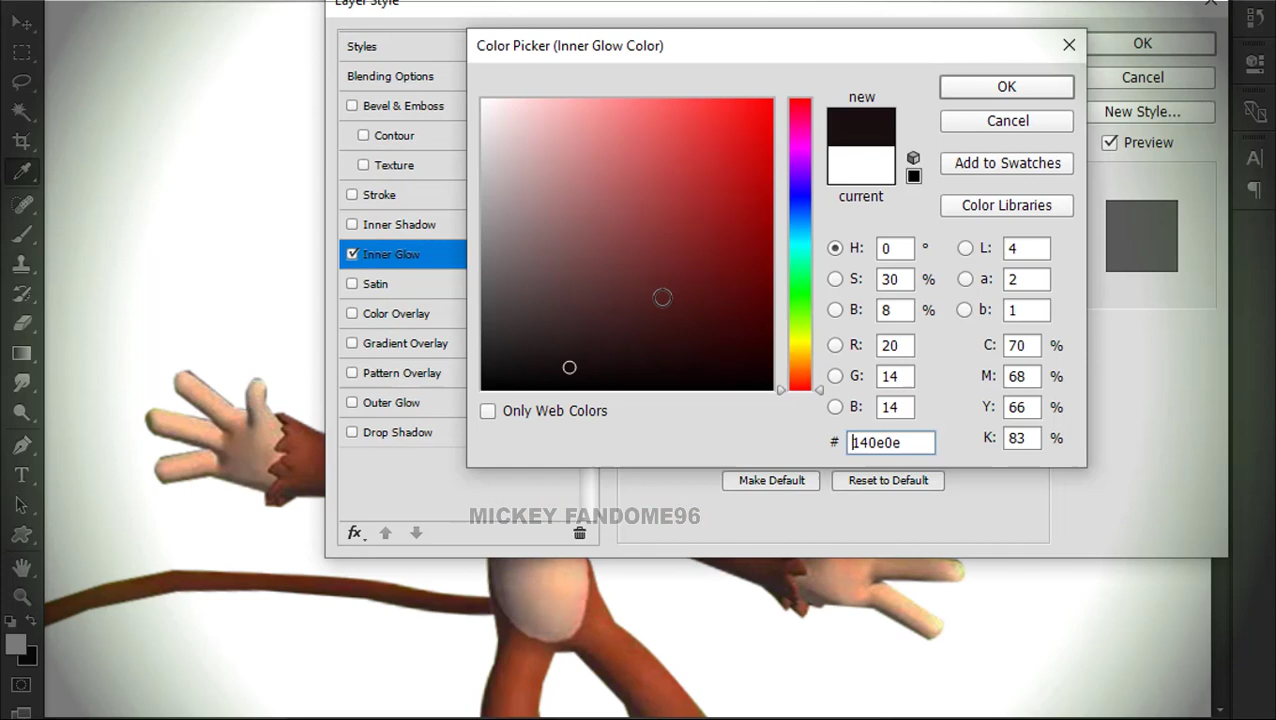 Layer Style
Styles
Blending Options
Bevel & Emboss
Contour
Texture
Stroke
Inner Shadow
Inner Glow
Satin
Color Overlay
Gradient Overlay
Pattern Overlay
Outer Glow
Drop Shadow
fx
Color Picker (Inner Glow Color)
new
current
OK
Cancel
Add to Swatches
Color Libraries
H: 0 °
S: 30 %
B: 8 %
R: 20
G: 14
B: 14
# 140e0e
L: 4
a: 2
b: 1
C: 70 %
M: 68 %
Y: 66 %
K: 83 %
Only Web Colors
Make Default
Reset to Default
OK
Cancel
New Style...
Preview
MICKEY FANDOME96